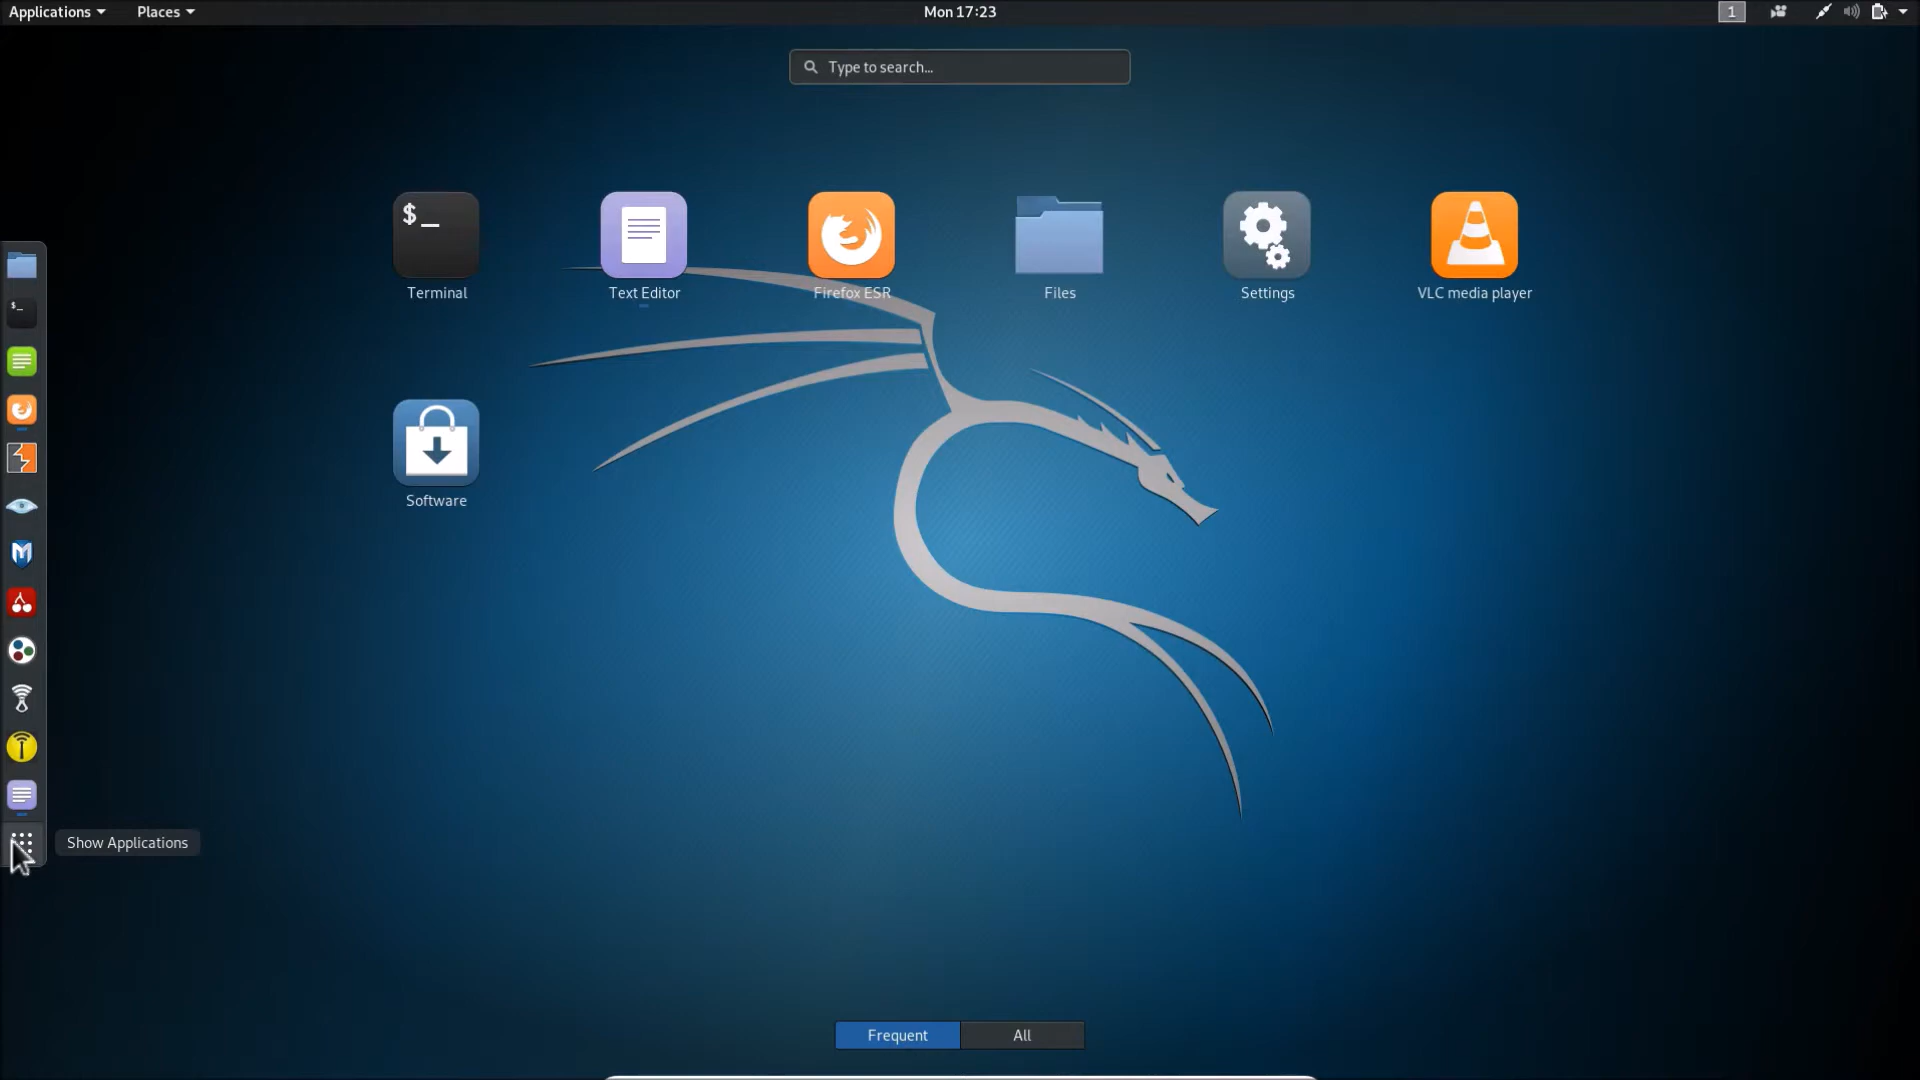 Applications Places Mon 17:23 1
Type to search...
$_
Terminal Text Editor Firefox ESR Files Settings VLC media player
Software
Show Applications
Frequent All